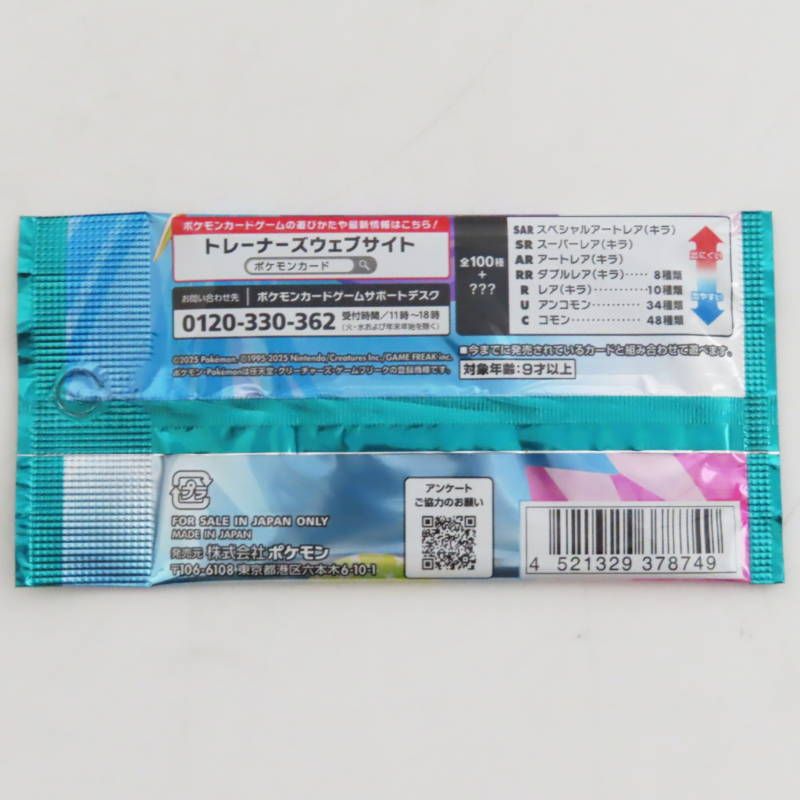 ポケモンカードゲームの遊びかたや最新情報はこちら!
トレーナーズウェブサイト
ポケモンカード
お問い合わせ先 ポケモンカードゲームサポートデスク
0120-330-362 受付時間/11時~18時
(火・水および年末年始を除く)
©2025 Pokémon. ©1995-2025 Nintendo/Creatures Inc./GAME FREAK inc.
ポケモン・Pokémonは任天堂・クリーチャーズ・ゲームフリークの登録商標です。
全100種
+
???
SAR スペシャルアートレア(キラ)
SR スーパーレア(キラ)
AR アートレア(キラ)
RR ダブルレア(キラ)····· 8種類
R レア(キラ)············10種類
U アンコモン············34種類
C コモン················48種類
出にくい
出やすい
■今までに発売されているカードと組み合わせて遊べます。
対象年齢:9才以上
プラ
FOR SALE IN JAPAN ONLY
MADE IN JAPAN
発売元 株式会社ポケモン
〒106-6108 東京都港区六本木6-10-1
アンケート
ご協力のお願い
4 521329 378749